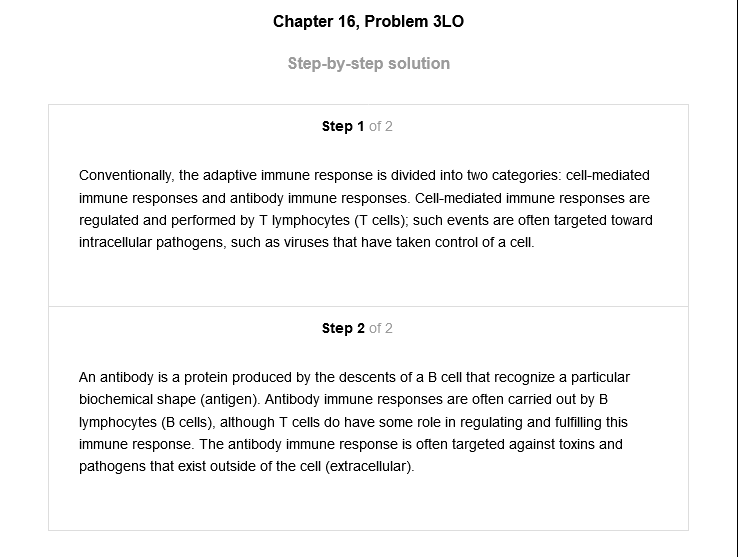 Chapter 16, Problem 3LO
Step-by-step solution
Step 1 of 2
Conventionally, the adaptive immune response is divided into two categories: cell-mediated
immune responses and antibody immune responses. Cell-mediated immune responses are
regulated and performed by T lymphocytes (T cells); such events are often targeted toward
intracellular pathogens, such as viruses that have taken control of a cell.
Step 2 of 2
An antibody is a protein produced by the descents of a B cell that recognize a particular
biochemical shape (antigen). Antibody immune responses are often carried out by B
lymphocytes (B cells), although T cells do have some role in regulating and fulfilling this
immune response. The antibody immune response is often targeted against toxins and
pathogens that exist outside of the cell (extracellular).